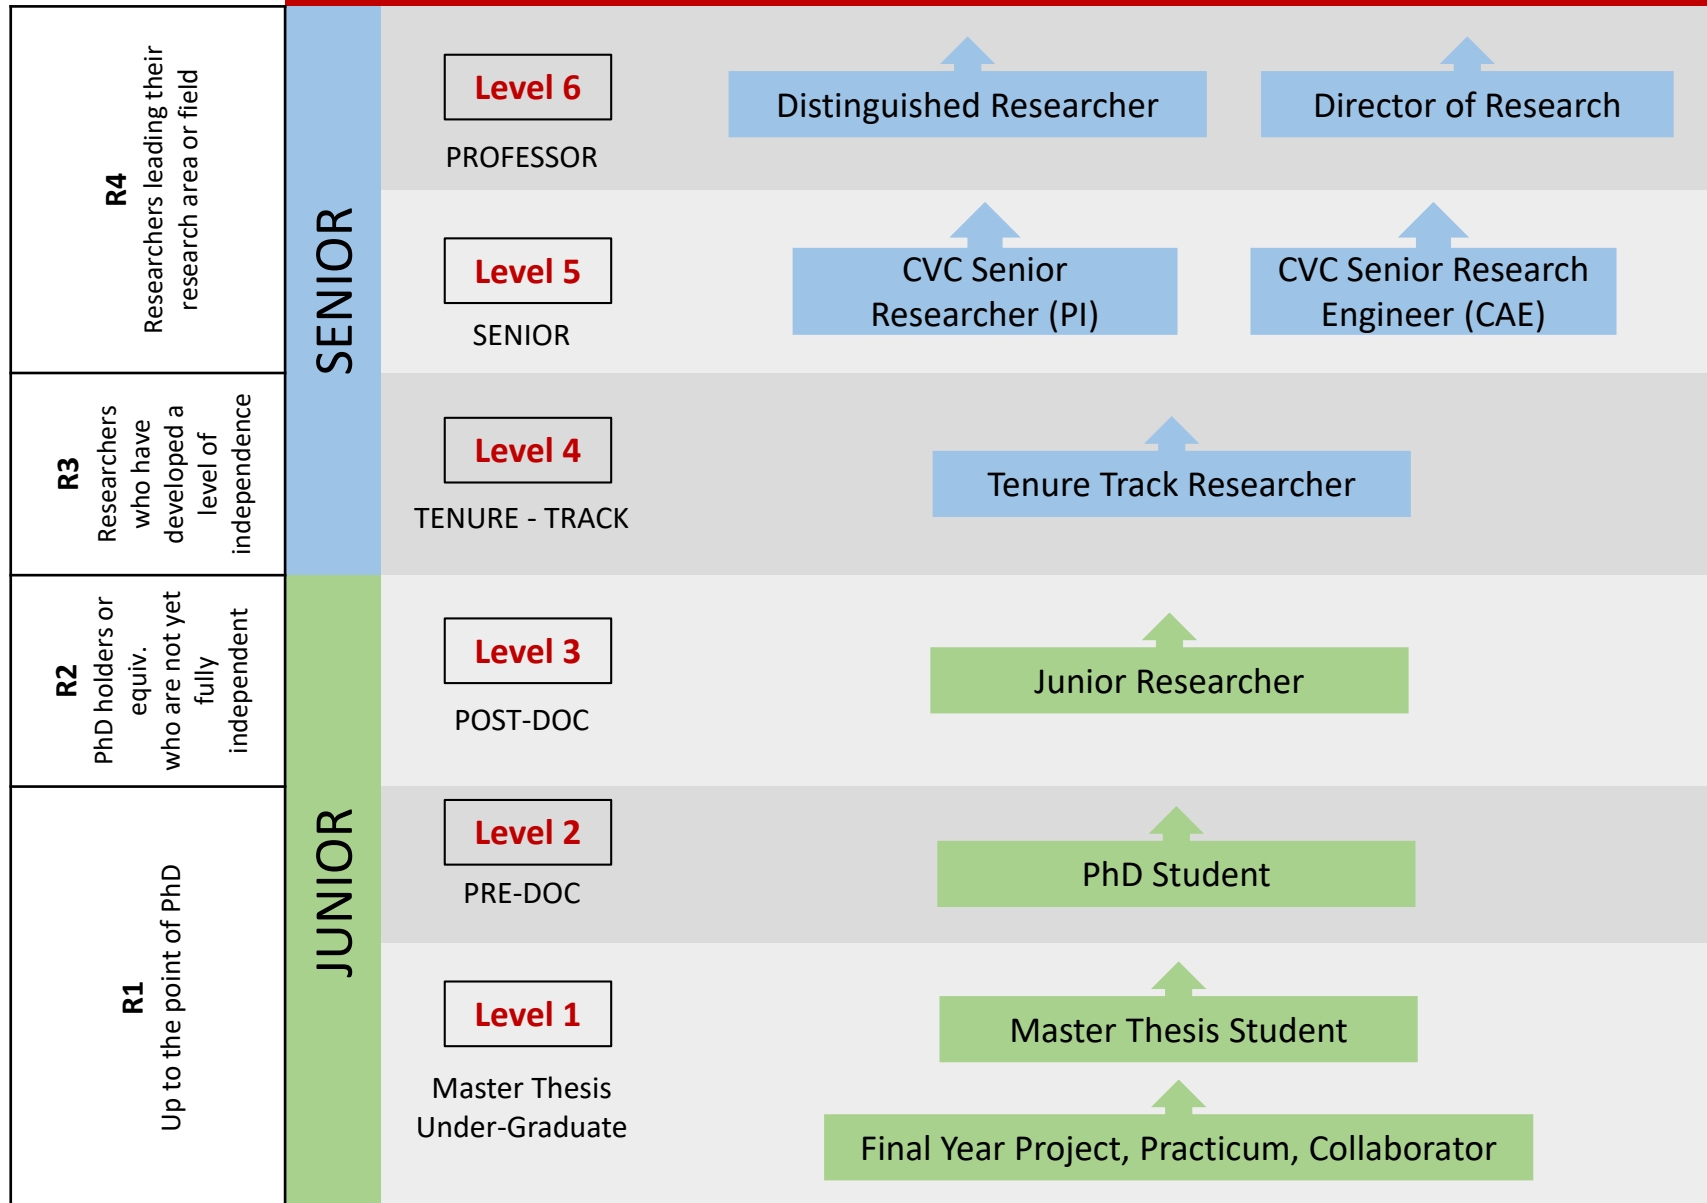 R4
Researchers leading their
research area or field
SENIOR
Level 6
PROFESSOR
Distinguished Researcher
Director of Research
Level 5
SENIOR
CVC Senior
Researcher (PI)
CVC Senior Research
Engineer (CAE)
R3
Researchers
who have
developed a
level of
independence
Level 4
TENURE - TRACK
Tenure Track Researcher
R2
PhD holders or
equiv.
who are not yet
fully
independent
JUNIOR
Level 3
POST-DOC
Junior Researcher
R1
Up to the point of PhD
Level 2
PRE-DOC
PhD Student
Level 1
Master Thesis
Under-Graduate
Master Thesis Student
Final Year Project, Practicum, Collaborator